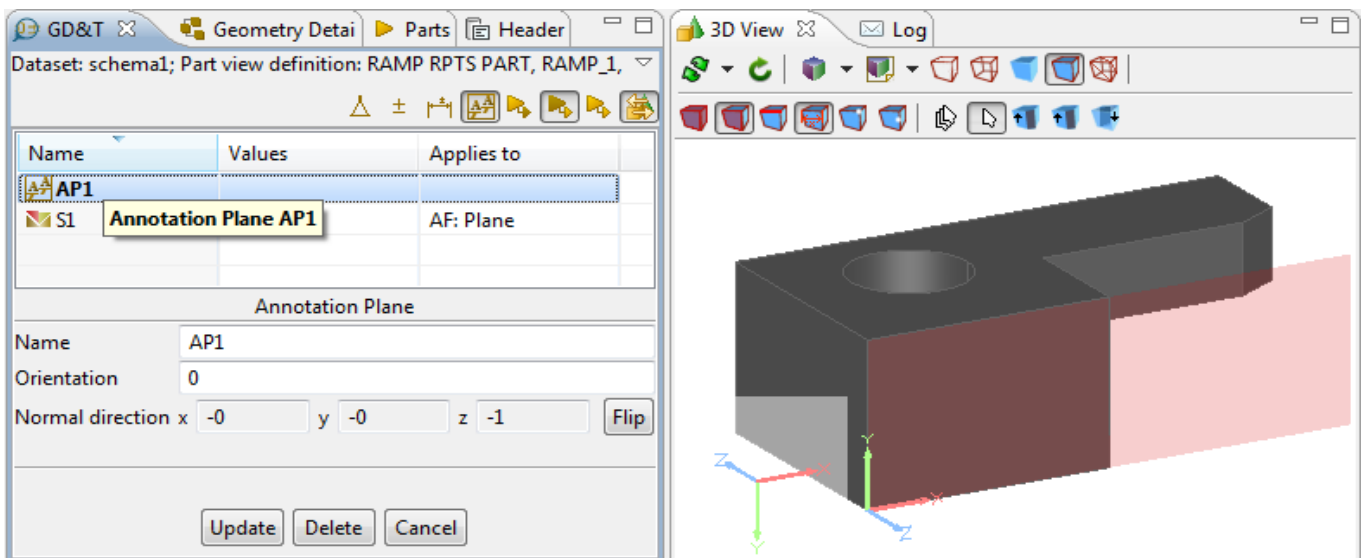 GD&T Geometry Detai Parts Header
Dataset: schema1; Part view definition: RAMP RPTS PART, RAMP_1,
Name Values Applies to
AP1
S1 AF: Plane
Annotation Plane AP1
Annotation Plane
Name AP1
Orientation 0
Normal direction x -0 y -0 z -1 Flip
Update Delete Cancel
3D View Log
Z X Y
Y X Z